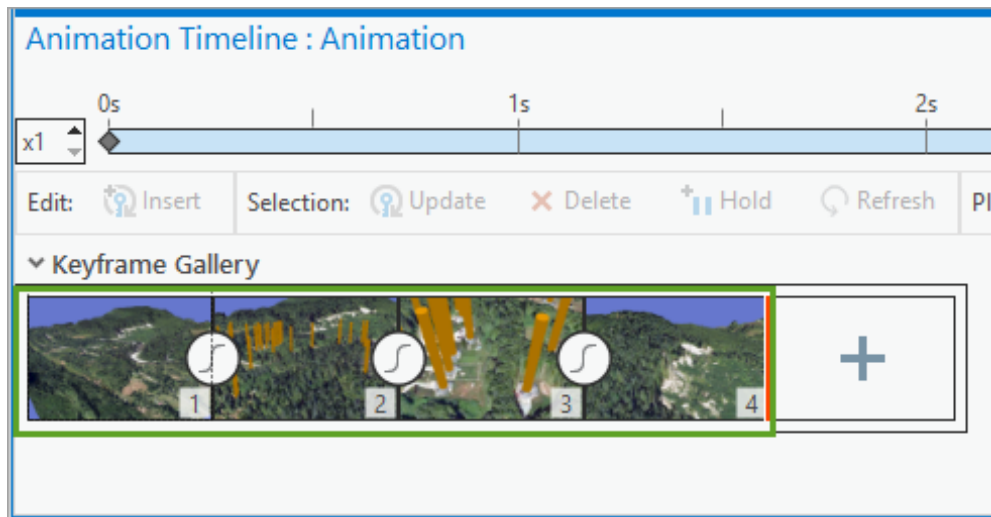 Animation Timeline : Animation
0s 1s 2s
x1
Edit: Insert Selection: Update Delete Hold Refresh Pl
Keyframe Gallery
1 2 3 4